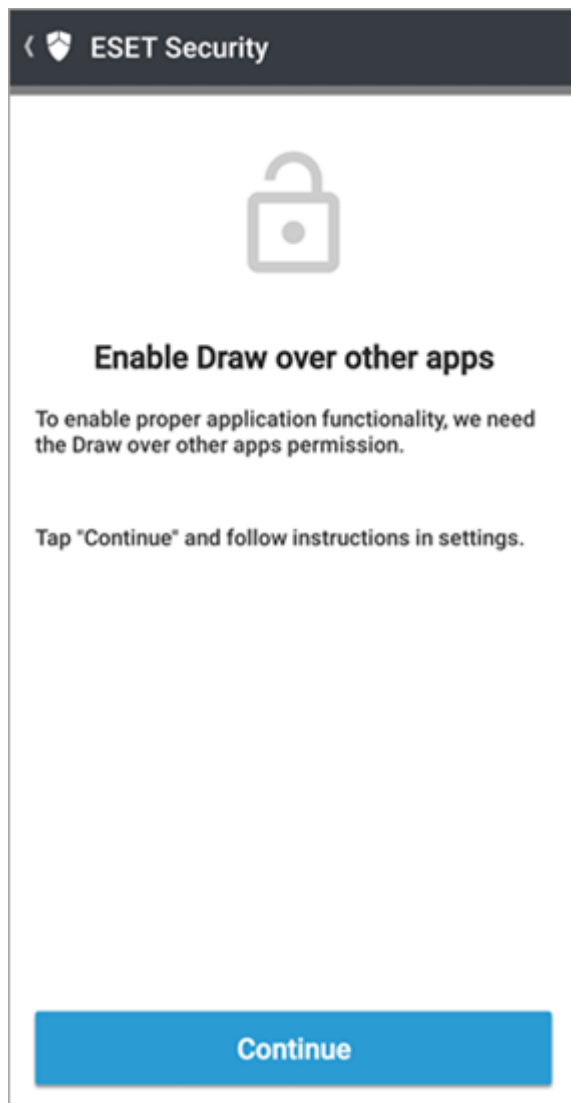 ESET Security
Enable Draw over other apps
To enable proper application functionality, we need
the Draw over other apps permission.
Tap "Continue" and follow instructions in settings.
Continue